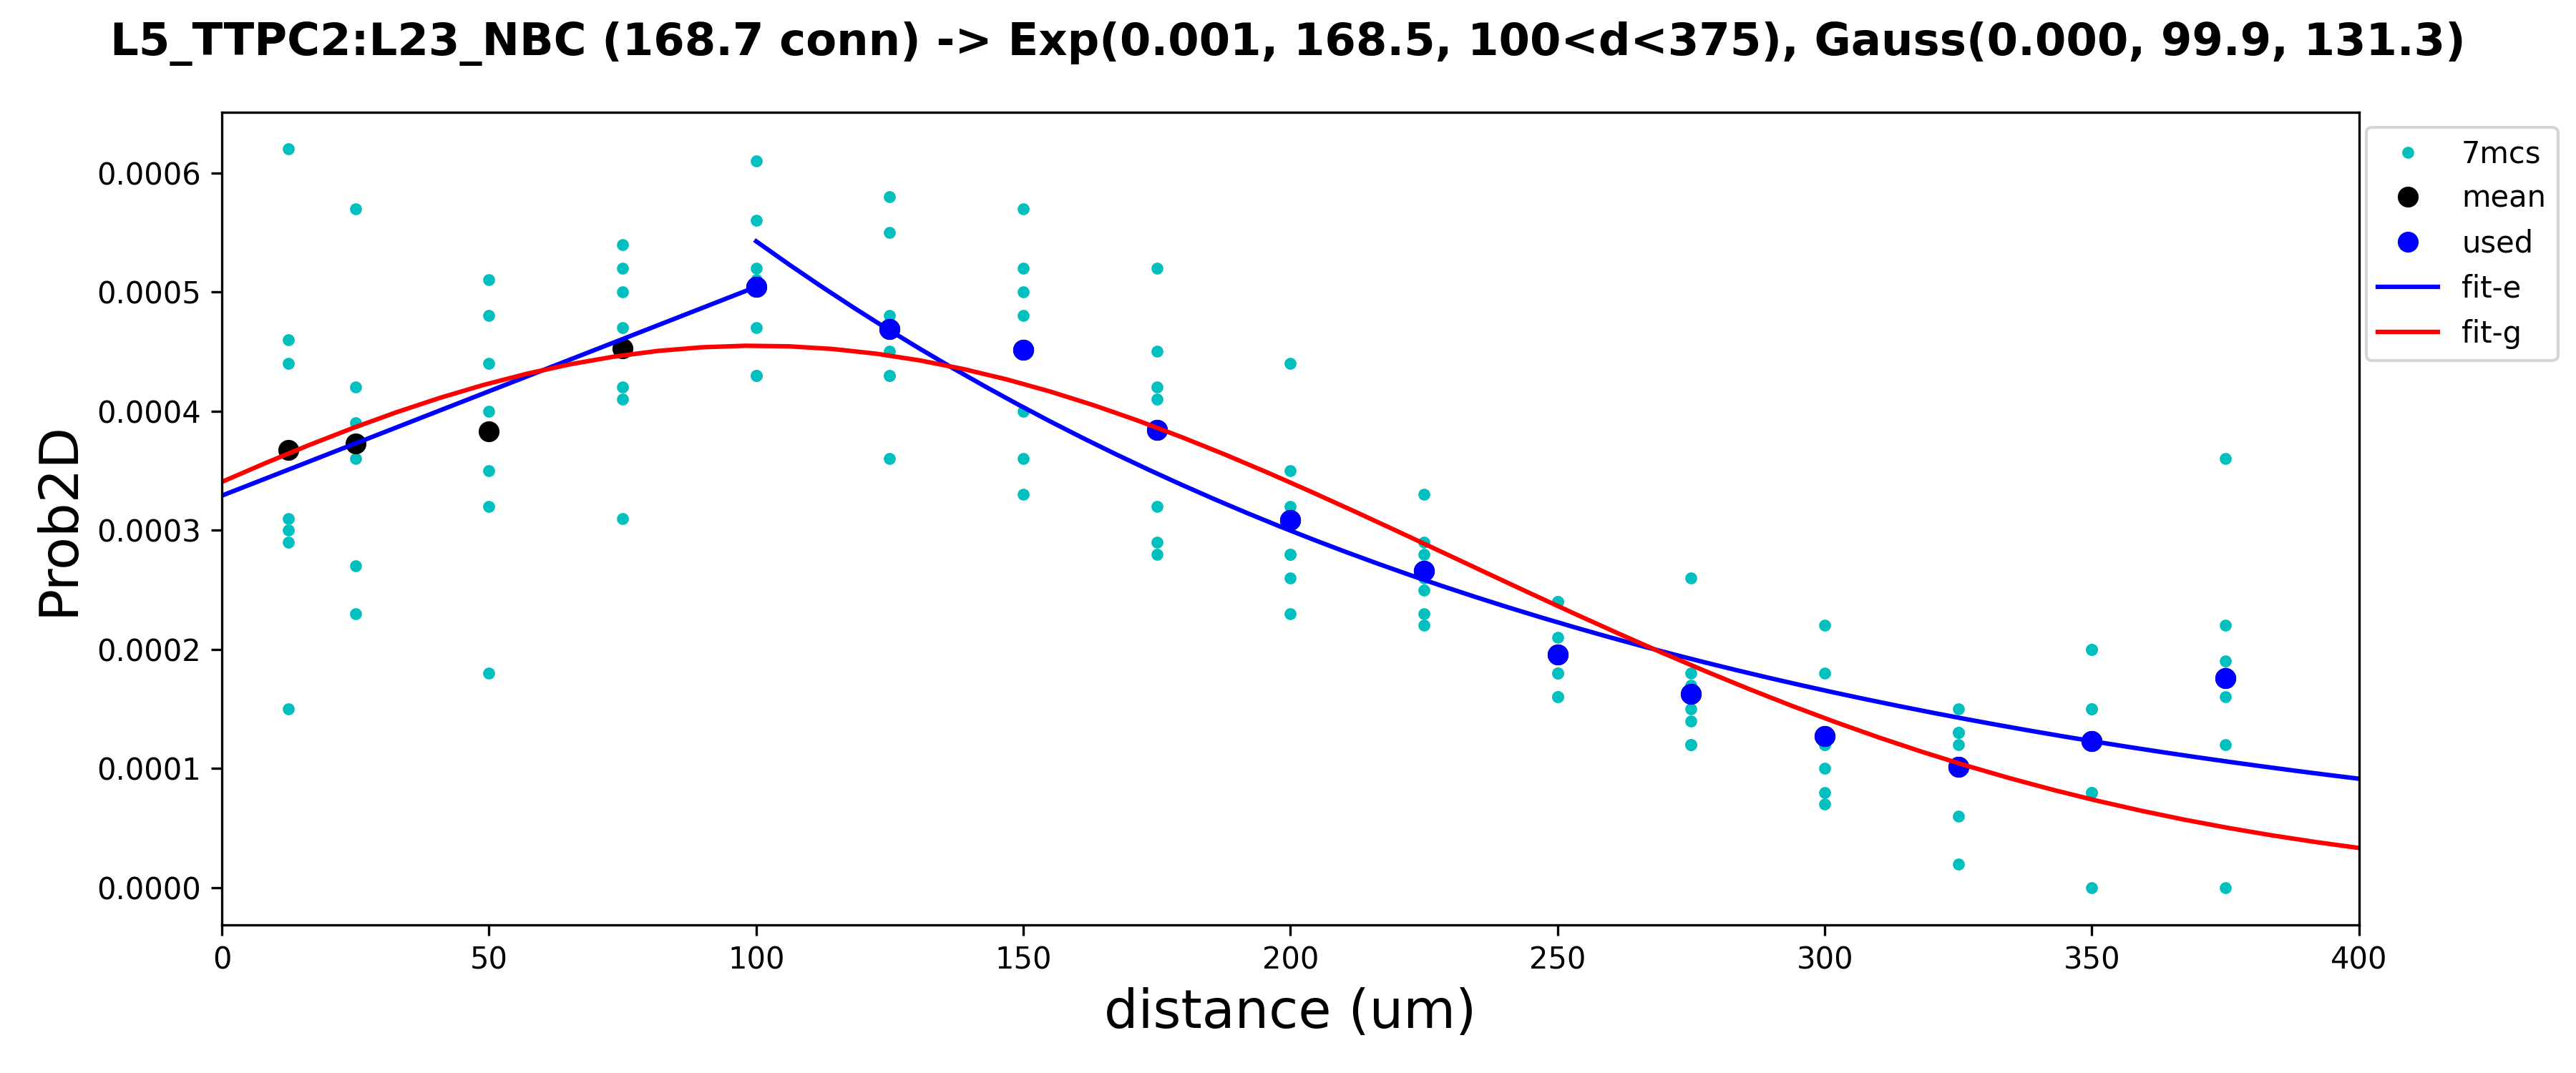 L5_TTPC2:L23_NBC (168.7 conn) -> Exp(0.001, 168.5, 100<d<375), Gauss(0.000, 99.9, 131.3)
7mcs
mean
used
fit-e
fit-g
Prob2D
0.0006
0.0005
0.0004
0.0003
0.0002
0.0001
0.0000
0 50 100 150 200 250 300 350 400
distance (um)